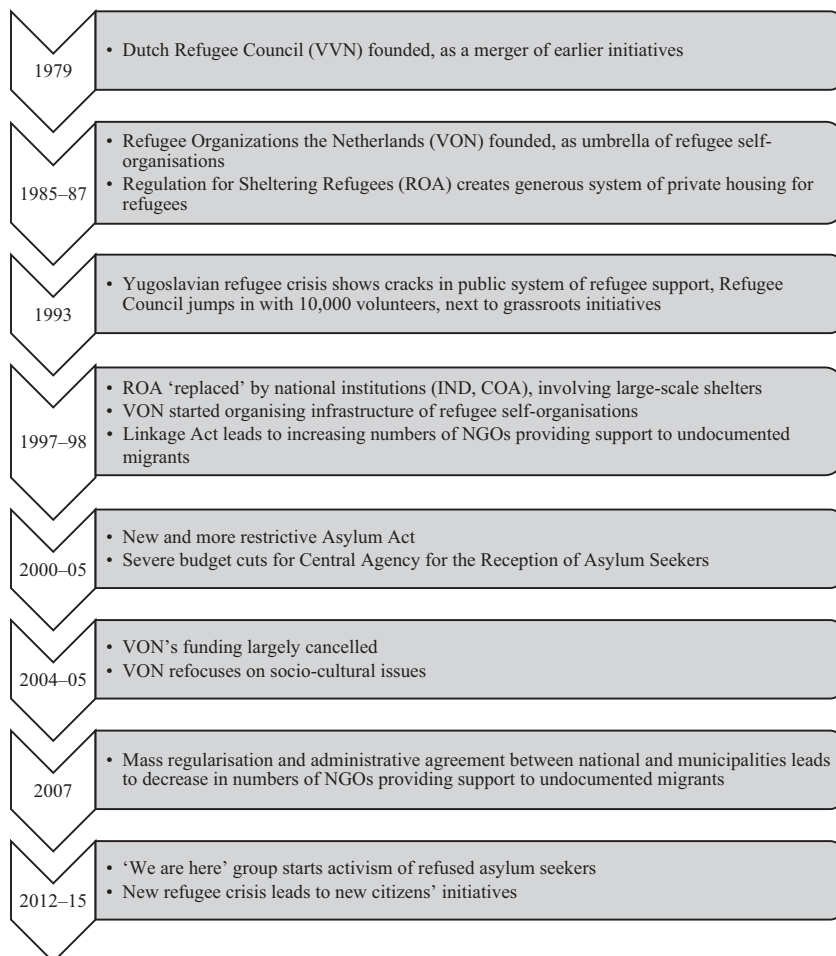 1979
• Dutch Refugee Council (VVN) founded, as a merger of earlier initiatives
1985–87
• Refugee Organizations the Netherlands (VON) founded, as umbrella of refugee self-
organisations
• Regulation for Sheltering Refugees (ROA) creates generous system of private housing for
refugees
1993
• Yugoslavian refugee crisis shows cracks in public system of refugee support, Refugee
Council jumps in with 10,000 volunteers, next to grassroots initiatives
1997–98
• ROA ‘replaced’ by national institutions (IND, COA), involving large-scale shelters
• VON started organising infrastructure of refugee self-organisations
• Linkage Act leads to increasing numbers of NGOs providing support to undocumented
migrants
2000–05
• New and more restrictive Asylum Act
• Severe budget cuts for Central Agency for the Reception of Asylum Seekers
2004–05
• VON’s funding largely cancelled
• VON refocuses on socio-cultural issues
2007
• Mass regularisation and administrative agreement between national and municipalities leads
to decrease in numbers of NGOs providing support to undocumented migrants
2012–15
• ‘We are here’ group starts activism of refused asylum seekers
• New refugee crisis leads to new citizens’ initiatives